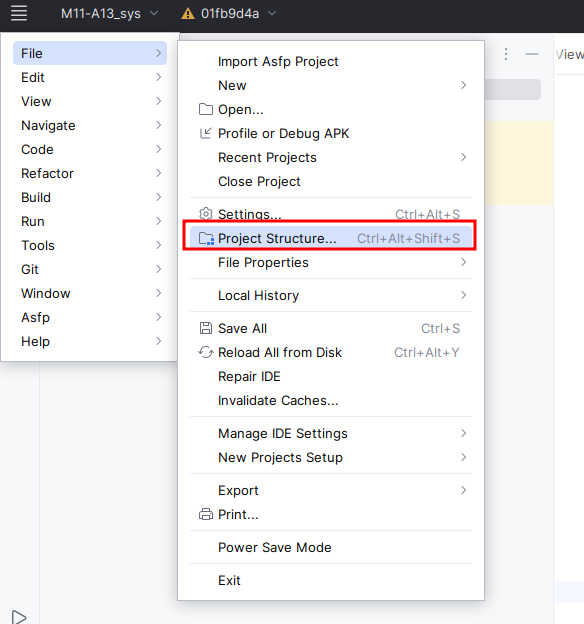 M11-A13_sys 01fb9d4a
View
File
Edit
View
Navigate
Code
Refactor
Build
Run
Tools
Git
Window
Asfp
Help
Import Asfp Project
New
Open...
Profile or Debug APK
Recent Projects
Close Project
Settings... Ctrl+Alt+S
Project Structure... Ctrl+Alt+Shift+S
File Properties
Local History
Save All Ctrl+S
Reload All from Disk Ctrl+Alt+Y
Repair IDE
Invalidate Caches...
Manage IDE Settings
New Projects Setup
Export
Print...
Power Save Mode
Exit